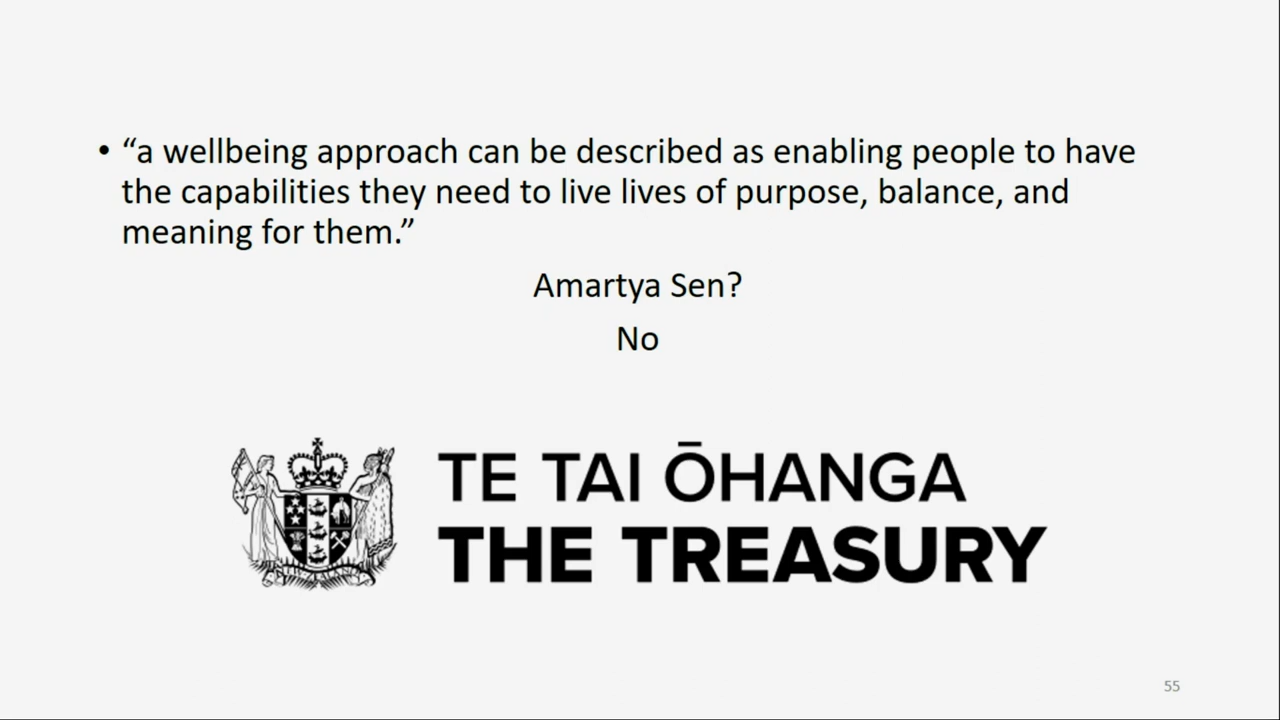 • “a wellbeing approach can be described as enabling people to have
the capabilities they need to live lives of purpose, balance, and
meaning for them.”
Amartya Sen?
No
TE TAI ŌHANGA
THE TREASURY
55